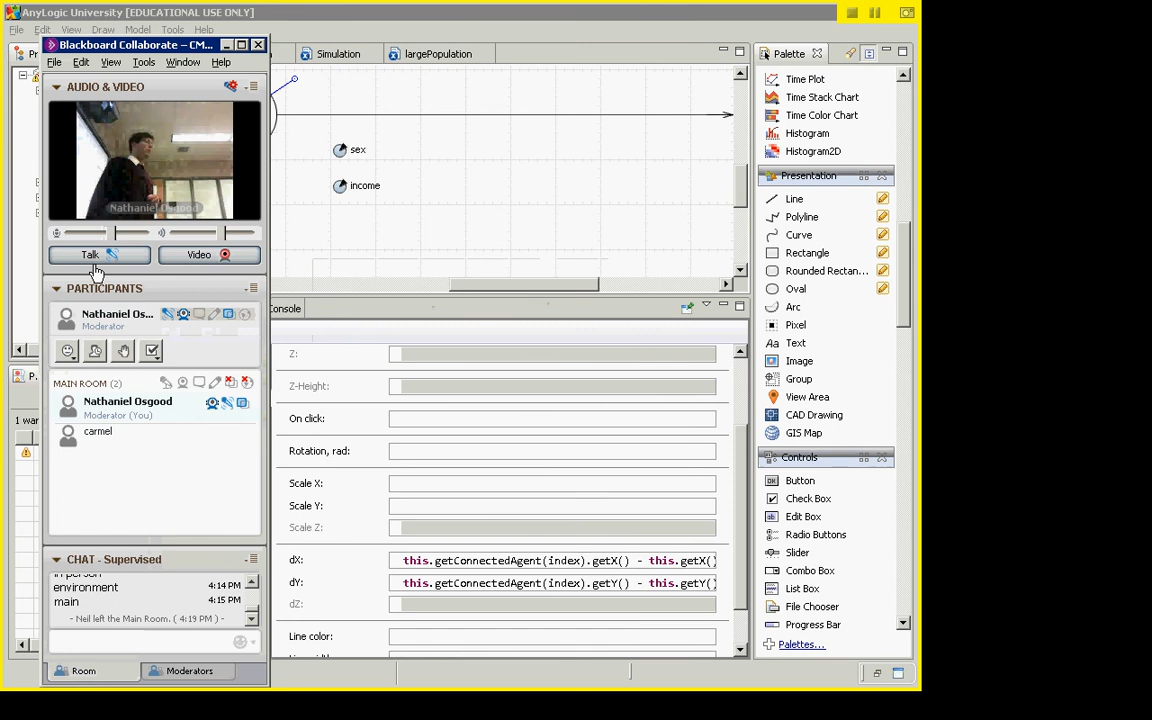 AnyLogic University [EDUCATIONAL USE ONLY]
File Edit View Draw Model Tools Help
Blackboard Collaborate – CM...
File Edit View Tools Window Help
AUDIO & VIDEO
Nathaniel Osgood
Talk
Video
PARTICIPANTS
Nathaniel Os...
Moderator
MAIN ROOM (2)
Nathaniel Osgood
Moderator (You)
carmel
CHAT - Supervised
in person
environment 4:14 PM
main 4:15 PM
- Neil left the Main Room. ( 4:19 PM ) -
Room
Moderators
Pr
P.
1 war
Simulation
largePopulation
sex
income
Console
Z:
Z-Height:
On click:
Rotation, rad:
Scale X:
Scale Y:
Scale Z:
dX: this.getConnectedAgent(index).getX() - this.getX()
dY: this.getConnectedAgent(index).getY() - this.getY()
dZ:
Line color:
Palette
Time Plot
Time Stack Chart
Time Color Chart
Histogram
Histogram2D
Presentation
Line
Polyline
Curve
Rectangle
Rounded Rectan...
Oval
Arc
Pixel
Text
Image
Group
View Area
CAD Drawing
GIS Map
Controls
Button
Check Box
Edit Box
Radio Buttons
Slider
Combo Box
List Box
File Chooser
Progress Bar
Palettes...